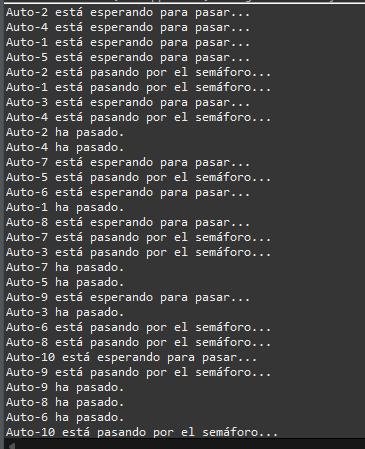 Auto-2 está esperando para pasar...
Auto-4 está esperando para pasar...
Auto-1 está esperando para pasar...
Auto-5 está esperando para pasar...
Auto-2 está pasando por el semáforo...
Auto-1 está pasando por el semáforo...
Auto-3 está esperando para pasar...
Auto-4 está pasando por el semáforo...
Auto-2 ha pasado.
Auto-4 ha pasado.
Auto-7 está esperando para pasar...
Auto-5 está pasando por el semáforo...
Auto-6 está esperando para pasar...
Auto-1 ha pasado.
Auto-8 está esperando para pasar...
Auto-7 está pasando por el semáforo...
Auto-3 está pasando por el semáforo...
Auto-7 ha pasado.
Auto-5 ha pasado.
Auto-9 está esperando para pasar...
Auto-3 ha pasado.
Auto-6 está pasando por el semáforo...
Auto-8 está pasando por el semáforo...
Auto-10 está esperando para pasar...
Auto-9 está pasando por el semáforo...
Auto-9 ha pasado.
Auto-8 ha pasado.
Auto-6 ha pasado.
Auto-10 está pasando por el semáforo...